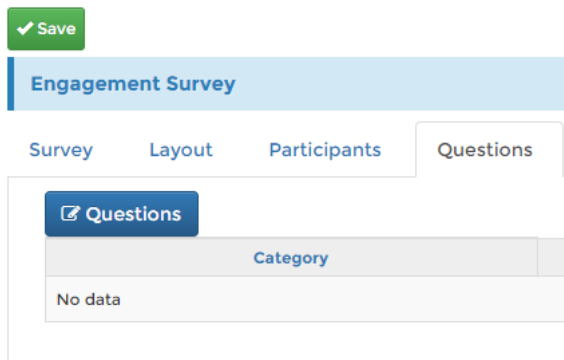 Save
Engagement Survey
Survey Layout Participants Questions
Questions
Category
No data